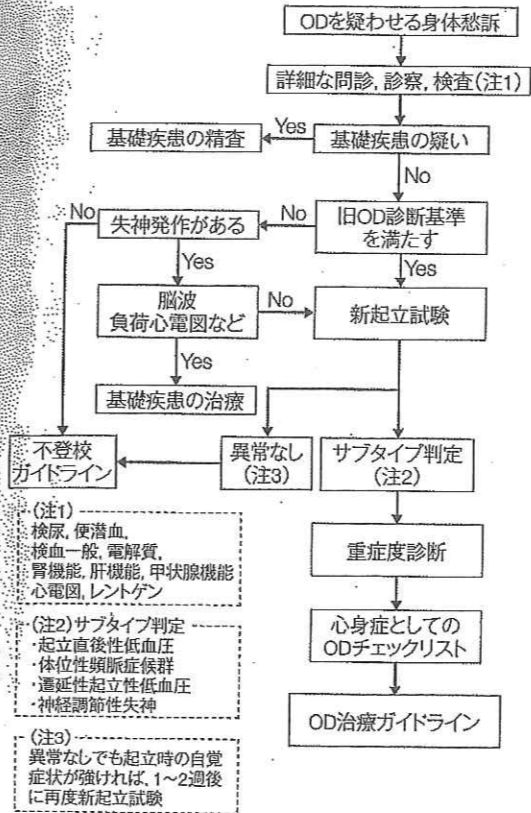 ODを疑わせる身体愁訴
詳細な問診, 診察, 検査(注1)
基礎疾患の精査
Yes
基礎疾患の疑い
No
No
失神発作がある
No
旧OD診断基準
を満たす
Yes
Yes
脳波
負荷心電図など
No
新起立試験
Yes
基礎疾患の治療
不登校
ガイドライン
異常なし
(注3)
サブタイプ判定
(注2)
重症度診断
心身症としての
ODチェックリスト
OD治療ガイドライン
(注1)
検尿, 便潜血,
検血一般, 電解質,
腎機能, 肝機能, 甲状腺機能
心電図, レントゲン
(注2)サブタイプ判定
・起立直後性低血圧
・体位性頻脈症候群
・遷延性起立性低血圧
・神経調節性失神
(注3)
異常なしでも起立時の自覚
症状が強ければ, 1〜2週後
に再度新起立試験